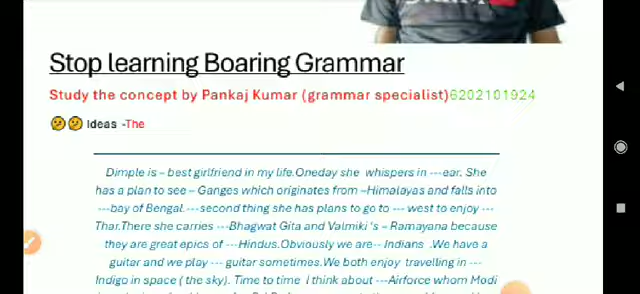 Stop learning Boaring Grammar
Study the concept by Pankaj Kumar (grammar specialist)6202101924
🤔🤔 Ideas -The
Dimple is – best girlfriend in my life.Oneday she whispers in ---ear. She
has a plan to see – Ganges which originates from –Himalayas and falls into
---bay of Bengal.---second thing she has plans to go to --- west to enjoy ---
Thar.There she carries ---Bhagwat Gita and Valmiki 's – Ramayana because
they are great epics of ---Hindus.Obviously we are-- Indians .We have a
guitar and we play --- guitar sometimes.We both enjoy travelling in ---
Indigo in space ( the sky). Time to time I think about ---Airforce whom Modi